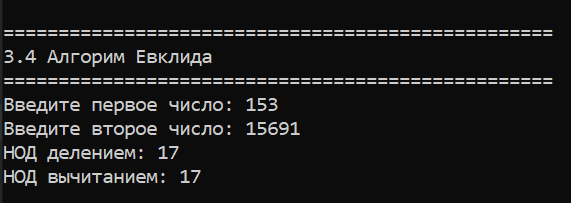 ==================================================
3.4 Алгорим Евклида
==================================================
Введите первое число: 153
Введите второе число: 15691
НОД делением: 17
НОД вычитанием: 17